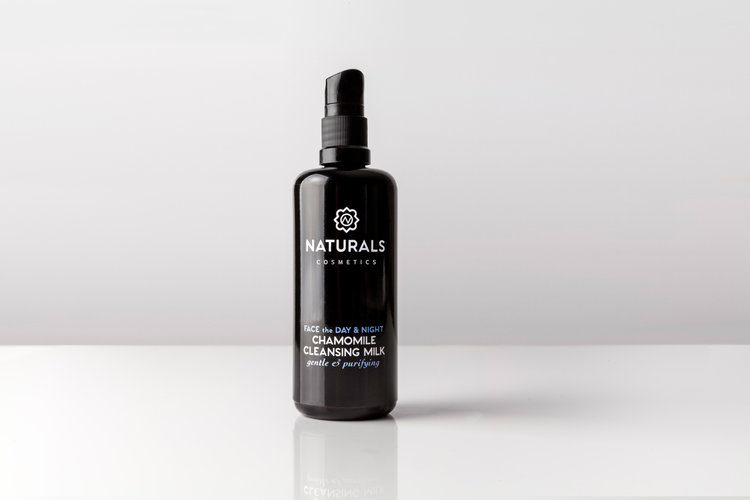 N
NATURALS
COSMETICS
FACE the DAY & NIGHT
CHAMOMILE
CLEANSING MILK
gentle & purifying